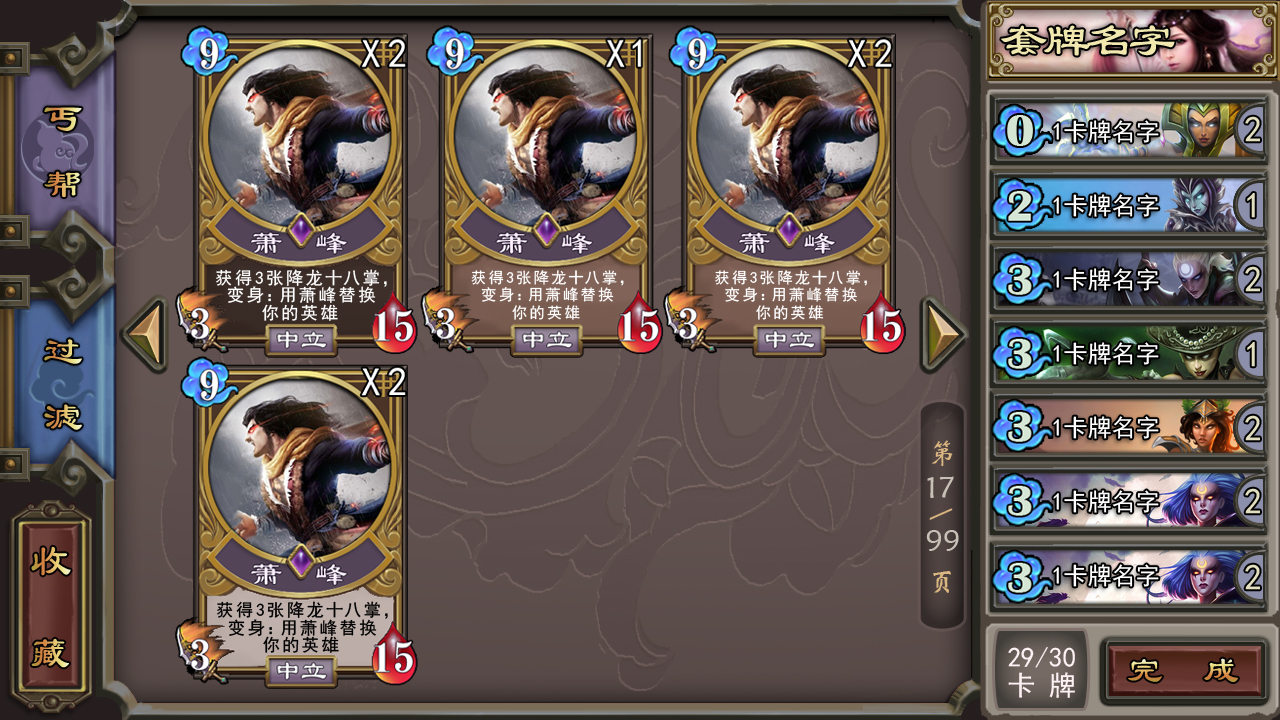 丐帮
过滤
收藏
9
X2
萧峰
获得3张降龙十八掌，
变身：用萧峰替换
你的英雄
3
中立
15
9
X1
萧峰
获得3张降龙十八掌，
变身：用萧峰替换
你的英雄
3
中立
15
9
X2
萧峰
获得3张降龙十八掌，
变身：用萧峰替换
你的英雄
3
中立
15
9
X2
萧峰
获得3张降龙十八掌，
变身：用萧峰替换
你的英雄
3
中立
15
第
17
/
99
页
套牌名字
0 1卡牌名字 2
2 1卡牌名字 1
3 1卡牌名字 2
3 1卡牌名字 1
3 1卡牌名字 2
3 1卡牌名字 2
3 1卡牌名字 2
29/30
卡牌
完成